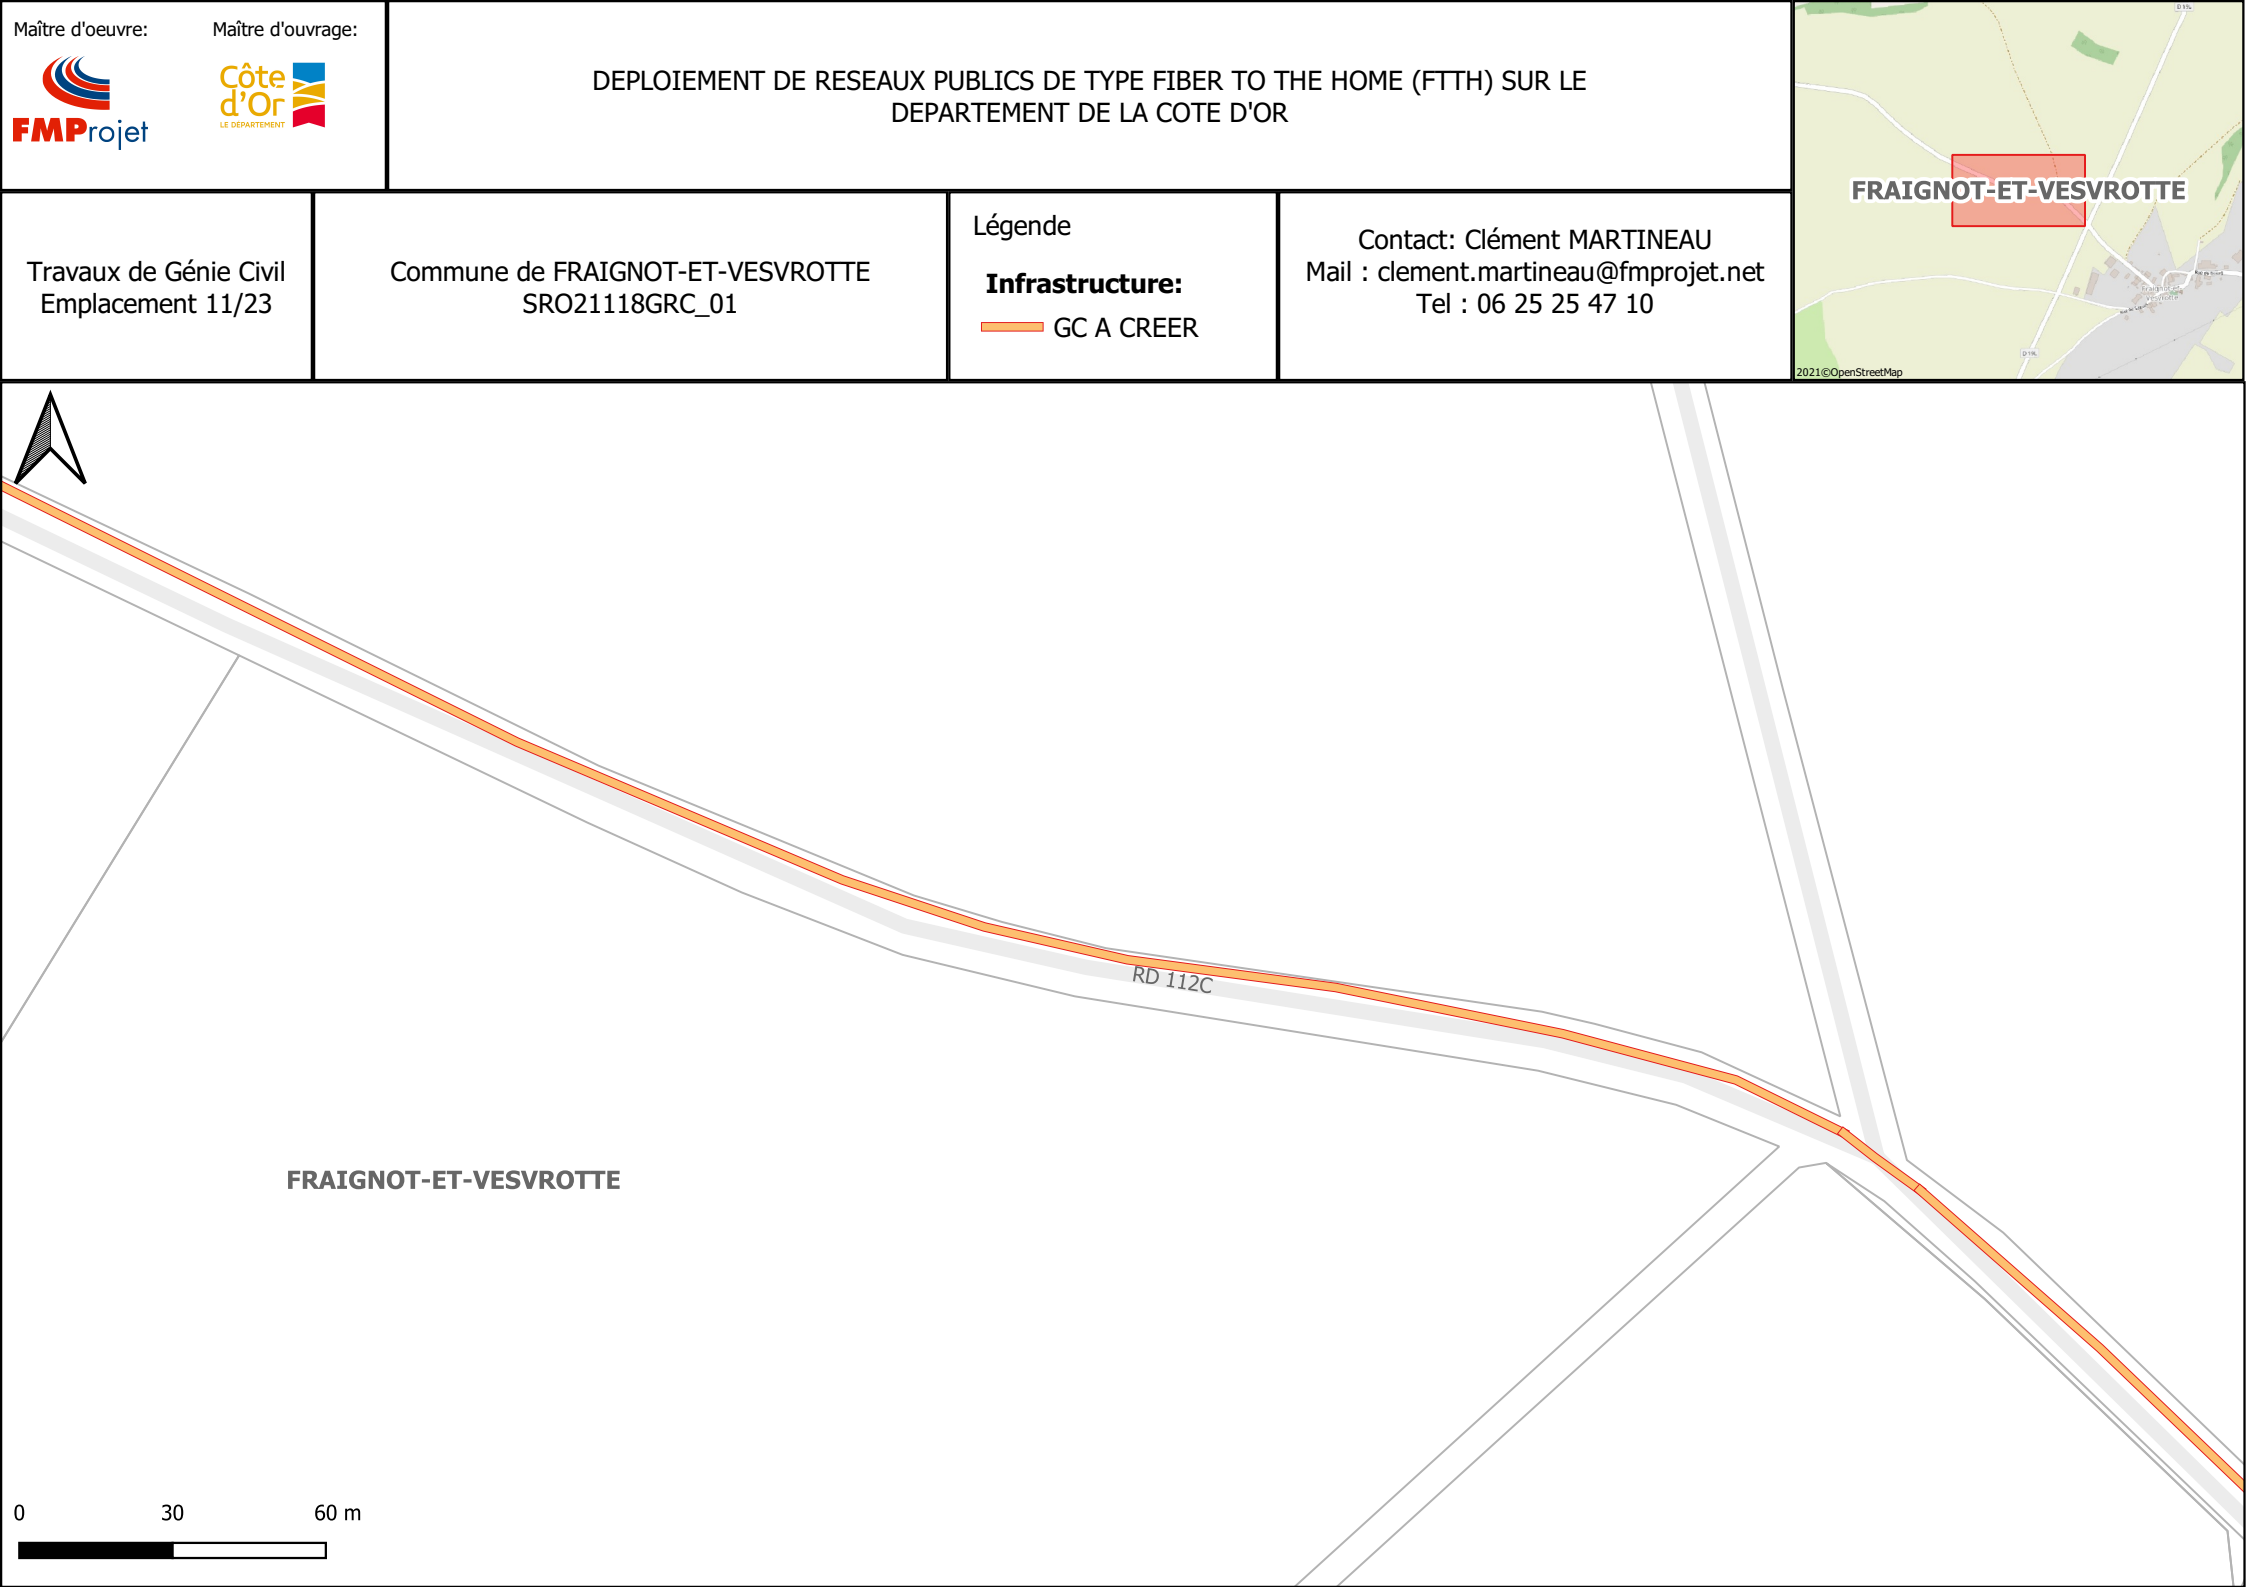 Maître d'oeuvre:
Maître d'ouvrage:
FMProjet
Côte
d'Or
LE DÉPARTEMENT
DEPLOIEMENT DE RESEAUX PUBLICS DE TYPE FIBER TO THE HOME (FTTH) SUR LE
DEPARTEMENT DE LA COTE D'OR
Travaux de Génie Civil
Emplacement 11/23
Commune de FRAIGNOT-ET-VESVROTTE
SRO21118GRC_01
Légende
Infrastructure:
GC A CREER
Contact: Clément MARTINEAU
Mail : clement.martineau@fmprojet.net
Tel : 06 25 25 47 10
FRAIGNOT-ET-VESVROTTE
Fraignot-et-
Vesvrotte
2021©OpenStreetMap
RD 112C
FRAIGNOT-ET-VESVROTTE
0 30 60 m